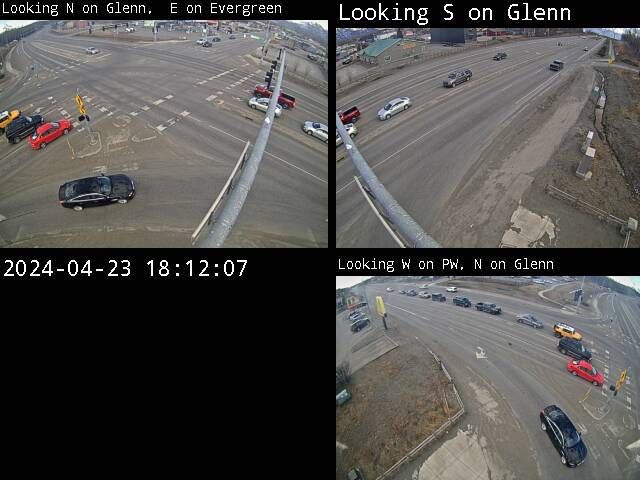 Looking N on Glenn,  E on Evergreen
Looking S on Glenn
2024-04-23 18:12:07
Looking W on PW, N on Glenn